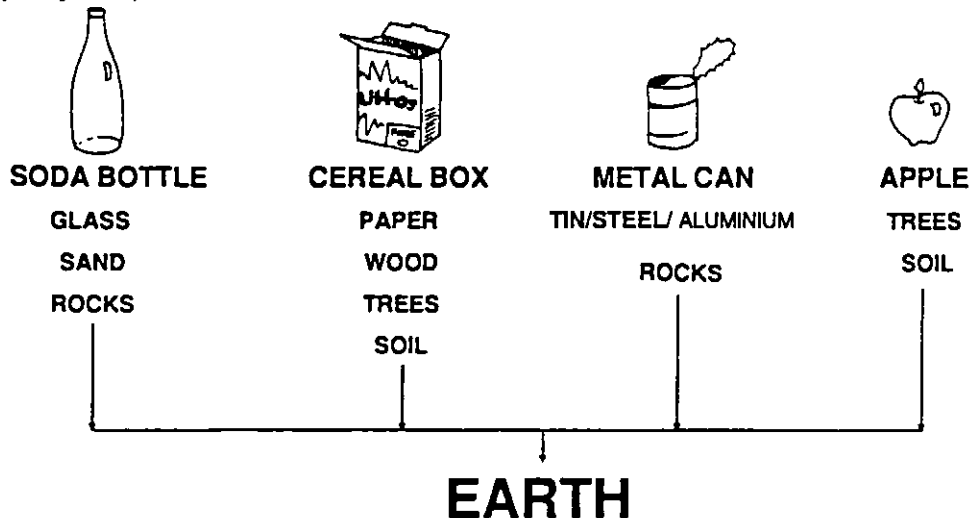 SODA BOTTLE
GLASS
SAND
ROCKS
CEREAL BOX
PAPER
WOOD
TREES
SOIL
METAL CAN
TIN/STEEL/ ALUMINIUM
ROCKS
APPLE
TREES
SOIL
EARTH